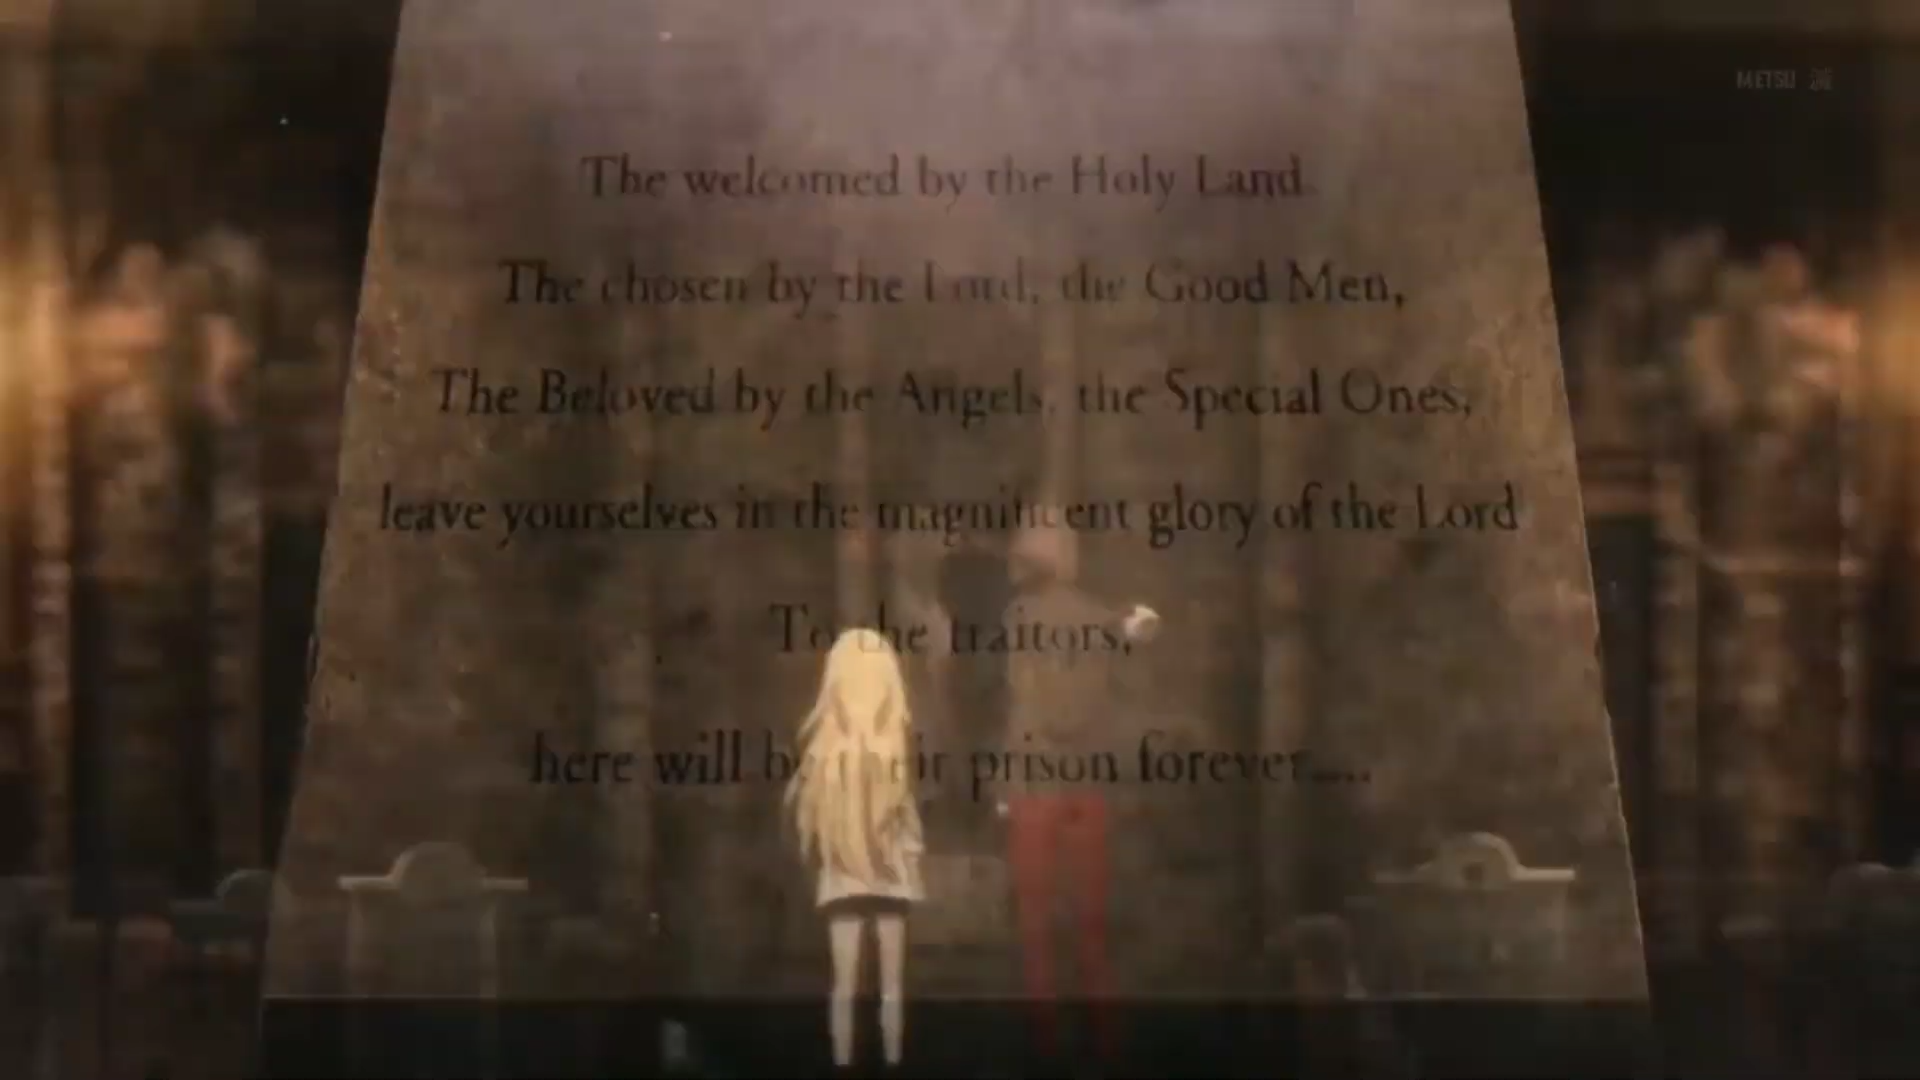 METSU 滅
The welcomed by the Holy Land.
The chosen by the Lord, the Good Men,
The Beloved by the Angels, the Special Ones,
leave yourselves in the magnificent glory of the Lord
To the traitors,
here will be their prison forever.....